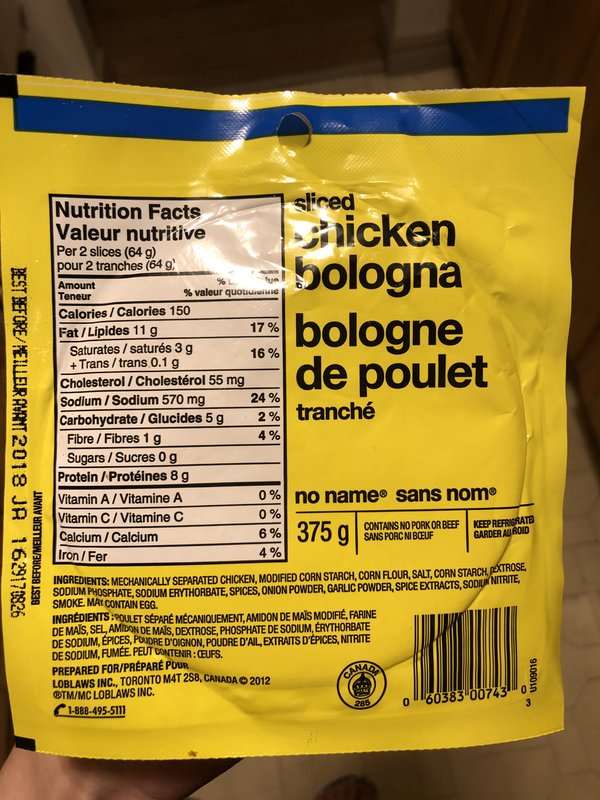 sliced
chicken
bologna
bologne
de poulet
tranché
Nutrition Facts
Valeur nutritive
Per 2 slices (64 g)
pour 2 tranches (64 g)
Amount
Teneur
% valeur quotidienne
Calories / Calories 150
Fat / Lipides 11 g 17 %
Saturates / saturés 3 g
+ Trans / trans 0.1 g 16 %
Cholesterol / Cholestérol 55 mg
Sodium / Sodium 570 mg 24 %
Carbohydrate / Glucides 5 g 2 %
Fibre / Fibres 1 g 4 %
Sugars / Sucres 0 g
Protein / Protéines 8 g
Vitamin A / Vitamine A 0 %
Vitamin C / Vitamine C 0 %
Calcium / Calcium 6 %
Iron / Fer 4 %
no name® sans nom®
375 g
CONTAINS NO PORK OR BEEF
SANS PORC NI BŒUF
KEEP REFRIGERATED
GARDER AU FROID
INGREDIENTS: MECHANICALLY SEPARATED CHICKEN, MODIFIED CORN STARCH, CORN FLOUR, SALT, CORN STARCH, DEXTROSE,
SODIUM PHOSPHATE, SODIUM ERYTHORBATE, SPICES, ONION POWDER, GARLIC POWDER, SPICE EXTRACTS, SODIUM NITRITE,
SMOKE. MAY CONTAIN EGG.
INGRÉDIENTS : POULET SÉPARÉ MÉCANIQUEMENT, AMIDON DE MAÏS MODIFIÉ, FARINE
DE MAÏS, SEL, AMIDON DE MAÏS, DEXTROSE, PHOSPHATE DE SODIUM, ÉRYTHORBATE
DE SODIUM, ÉPICES, POUDRE D'OIGNON, POUDRE D'AIL, EXTRAITS D'ÉPICES, NITRITE
DE SODIUM, FUMÉE. PEUT CONTENIR : ŒUFS.
PREPARED FOR/PRÉPARÉ POUR
LOBLAWS INC., TORONTO M4T 2S8, CANADA © 2012
®TM/MC LOBLAWS INC.
1-888-495-5111
CANADA
285
0 60383 00743 0
3
U109016
BEST BEFORE/MEILLEUR AVANT 2018 JA 16
BEST BEFORE/MEILLEUR AVANT